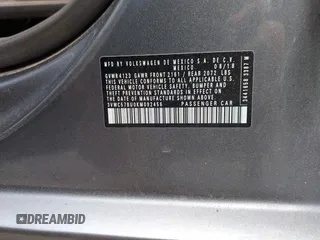 MFD. BY VOLKSWAGEN DE MEXICO S.A. DE C.V.
MEXICO 08/18
GVWR 4123 GAWR FRONT 2161 / REAR 2072 LBS
THIS VEHICLE CONFORMS TO ALL APPLICABLE U.S.
FEDERAL MOTOR VEHICLE SAFETY, BUMPER AND THEFT
PREVENTION STANDARDS IN EFFECT ON THE DATE
OF MANUFACTURE SHOWN ABOVE.
PASSENGER CAR
DREAMBID